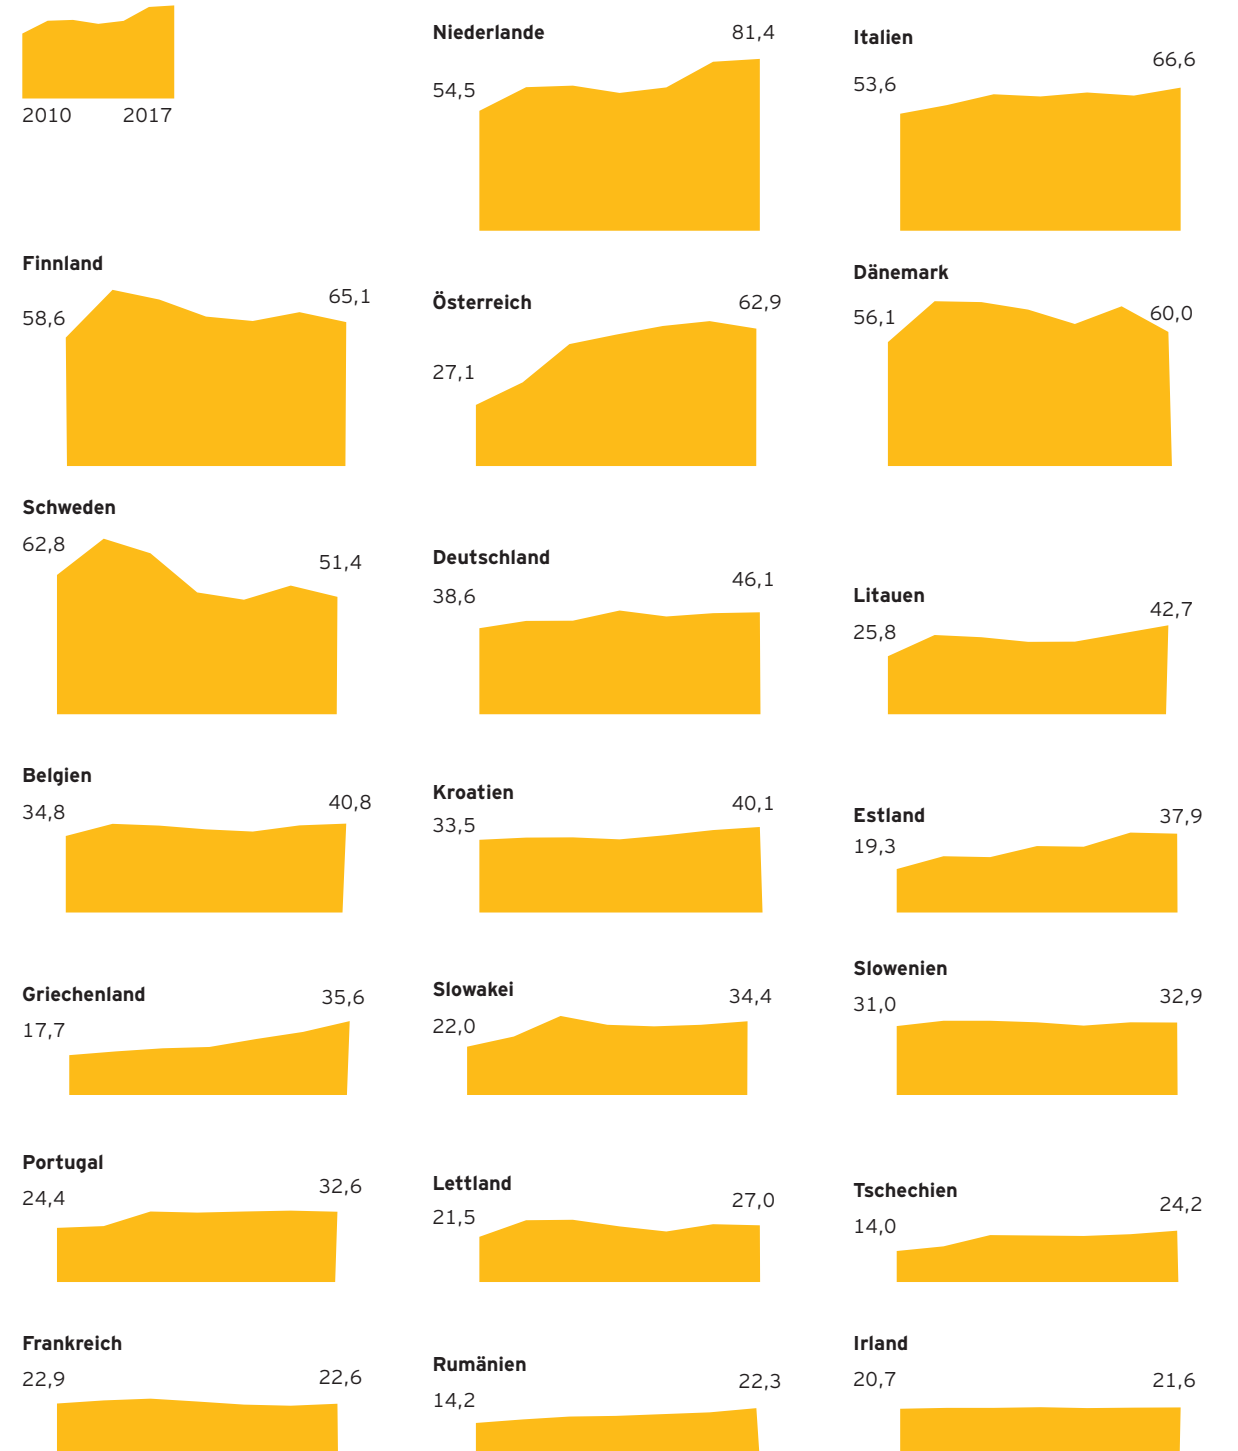 2010 2017
Niederlande
54,5 81,4
Italien
53,6 66,6
Finnland
58,6 65,1
Österreich
27,1 62,9
Dänemark
56,1 60,0
Schweden
62,8 51,4
Deutschland
38,6 46,1
Litauen
25,8 42,7
Belgien
34,8 40,8
Kroatien
33,5 40,1
Estland
19,3 37,9
Griechenland
17,7 35,6
Slowakei
22,0 34,4
Slowenien
31,0 32,9
Portugal
24,4 32,6
Lettland
21,5 27,0
Tschechien
14,0 24,2
Frankreich
22,9 22,6
Rumänien
14,2 22,3
Irland
20,7 21,6